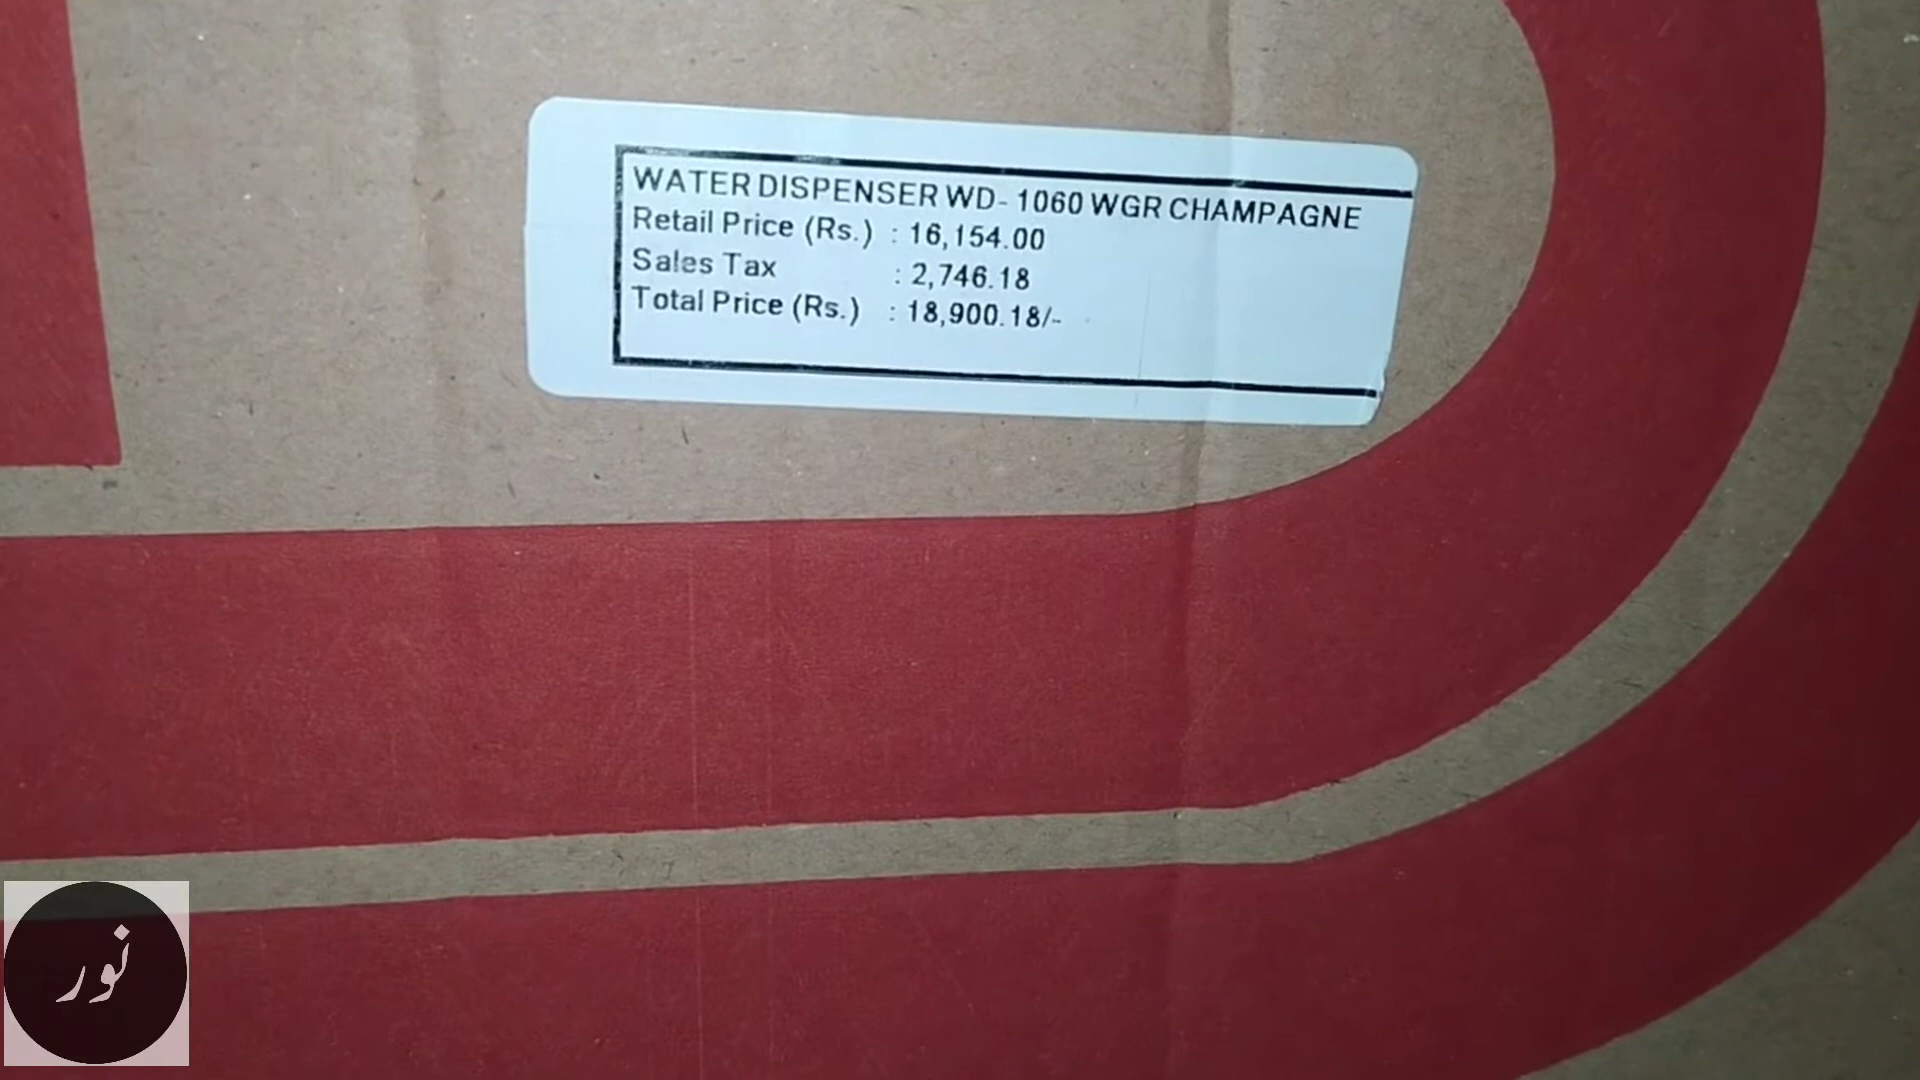 WATER DISPENSER WD- 1060 WGR CHAMPAGNE
Retail Price (Rs.) : 16,154.00
Sales Tax : 2,746.18
Total Price (Rs.) : 18,900.18/-
نور